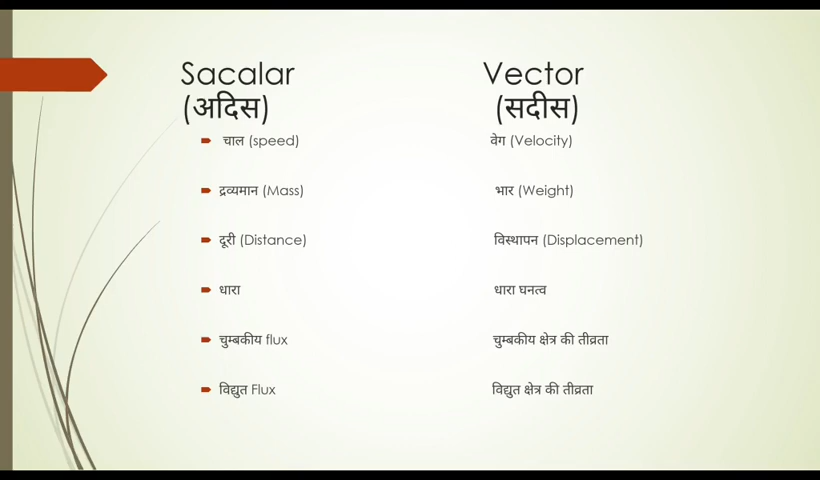 Sacalar
(अदिस)
Vector
(सदीस)
चाल (speed)
वेग (Velocity)
द्रव्यमान (Mass)
भार (Weight)
दूरी (Distance)
विस्थापन (Displacement)
धारा
धारा घनत्व
चुम्बकीय flux
चुम्बकीय क्षेत्र की तीव्रता
विद्युत Flux
विद्युत क्षेत्र की तीव्रता